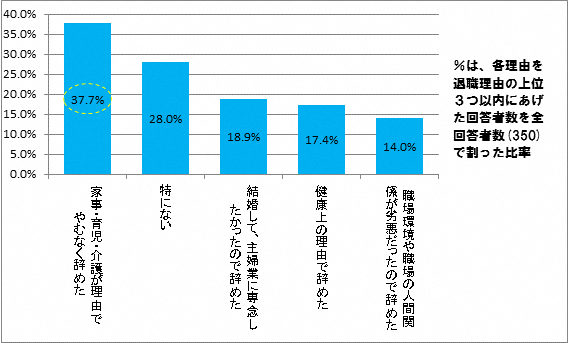 40.0%
35.0%
30.0%
25.0%
20.0%
15.0%
10.0%
5.0%
0.0%
37.7%
28.0%
18.9%
17.4%
14.0%
家事・育児・介護が理由で
やむなく辞めた
特にない
結婚して、主婦業に専念し
たかったので辞めた
健康上の理由で辞めた
職場環境や職場の人間関
係が劣悪だったので辞めた
%は、各理由を
退職理由の上位
3つ以内にあげ
た回答者数を全
回答者数(350)
で割った比率